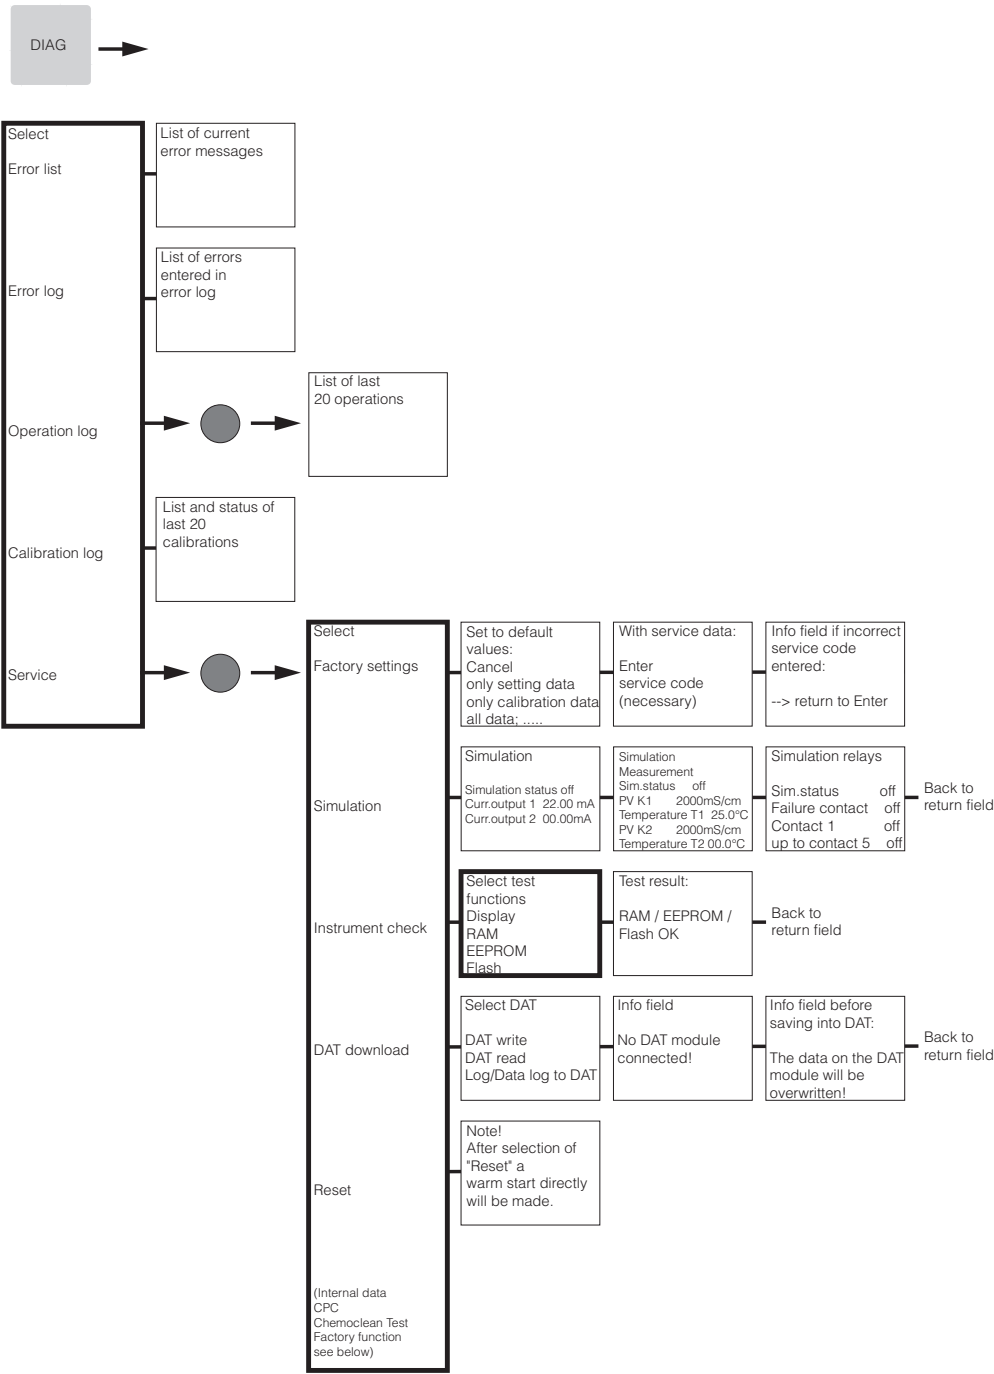 DIAG
Select
Error list
List of current
error messages
Error log
List of errors
entered in
error log
Operation log
List of last
20 operations
Calibration log
List and status of
last 20
calibrations
Service
Select
Factory settings
Set to default
values:
Cancel
only setting data
only calibration data
all data; .....
With service data:
Enter
service code
(necessary)
Info field if incorrect
service code
entered:
--> return to Enter
Simulation
Simulation
Simulation status off
Curr.output 1 22.00 mA
Curr.output 2 00.00mA
Simulation
Measurement
Sim.status off
PV K1 2000mS/cm
Temperature T1 25.0°C
PV K2 2000mS/cm
Temperature T2 00.0°C
Simulation relays
Sim.status off
Failure contact off
Contact 1 off
up to contact 5 off
Back to
return field
Instrument check
Select test
functions
Display
RAM
EEPROM
Flash
Test result:
RAM / EEPROM /
Flash OK
Back to
return field
DAT download
Select DAT
DAT write
DAT read
Log/Data log to DAT
Info field
No DAT module
connected!
Info field before
saving into DAT:
The data on the DAT
module will be
overwritten!
Back to
return field
Reset
Note!
After selection of
"Reset" a
warm start directly
will be made.
(Internal data
CPC
Chemoclean Test
Factory function
see below)